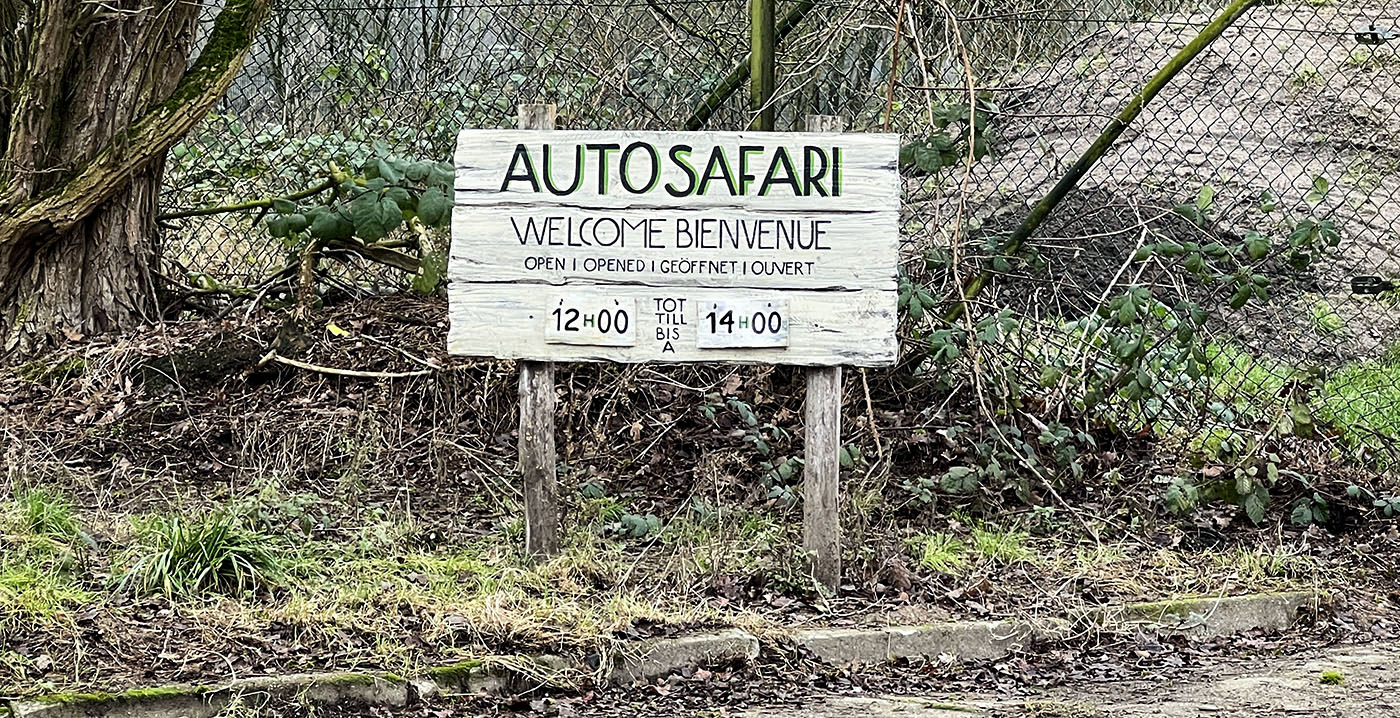 AUTOSAFARI
WELCOME BIENVENUE
OPEN | OPENED | GEÖFFNET | OUVERT
12H00 TOT TILL BIS A 14H00